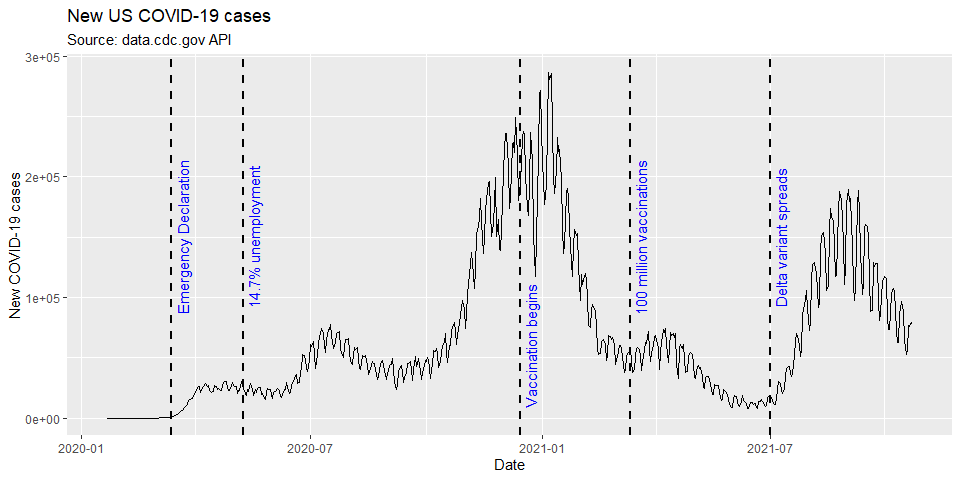 New US COVID-19 cases
Source: data.cdc.gov API
New COVID-19 cases
3e+05
2e+05
1e+05
0e+00
Emergency Declaration
14.7% unemployment
Vaccination begins
100 million vaccinations
Delta variant spreads
2020-01
2020-07
2021-01
2021-07
Date